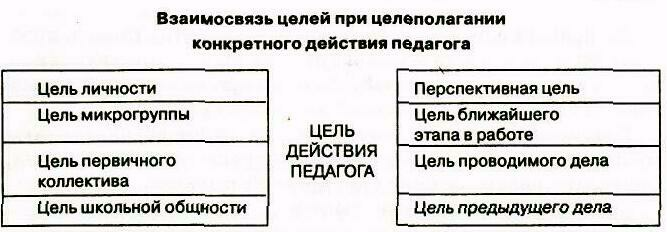 Взаимосвязь целей при целеполагании
конкретного действия педагога
Цель личности
Цель микрогруппы
Цель первичного
коллектива
Цель школьной общности
ЦЕЛЬ
ДЕЙСТВИЯ
ПЕДАГОГА
Перспективная цель
Цель ближайшего
этапа в работе
Цель проводимого дела
Цель предыдущего дела